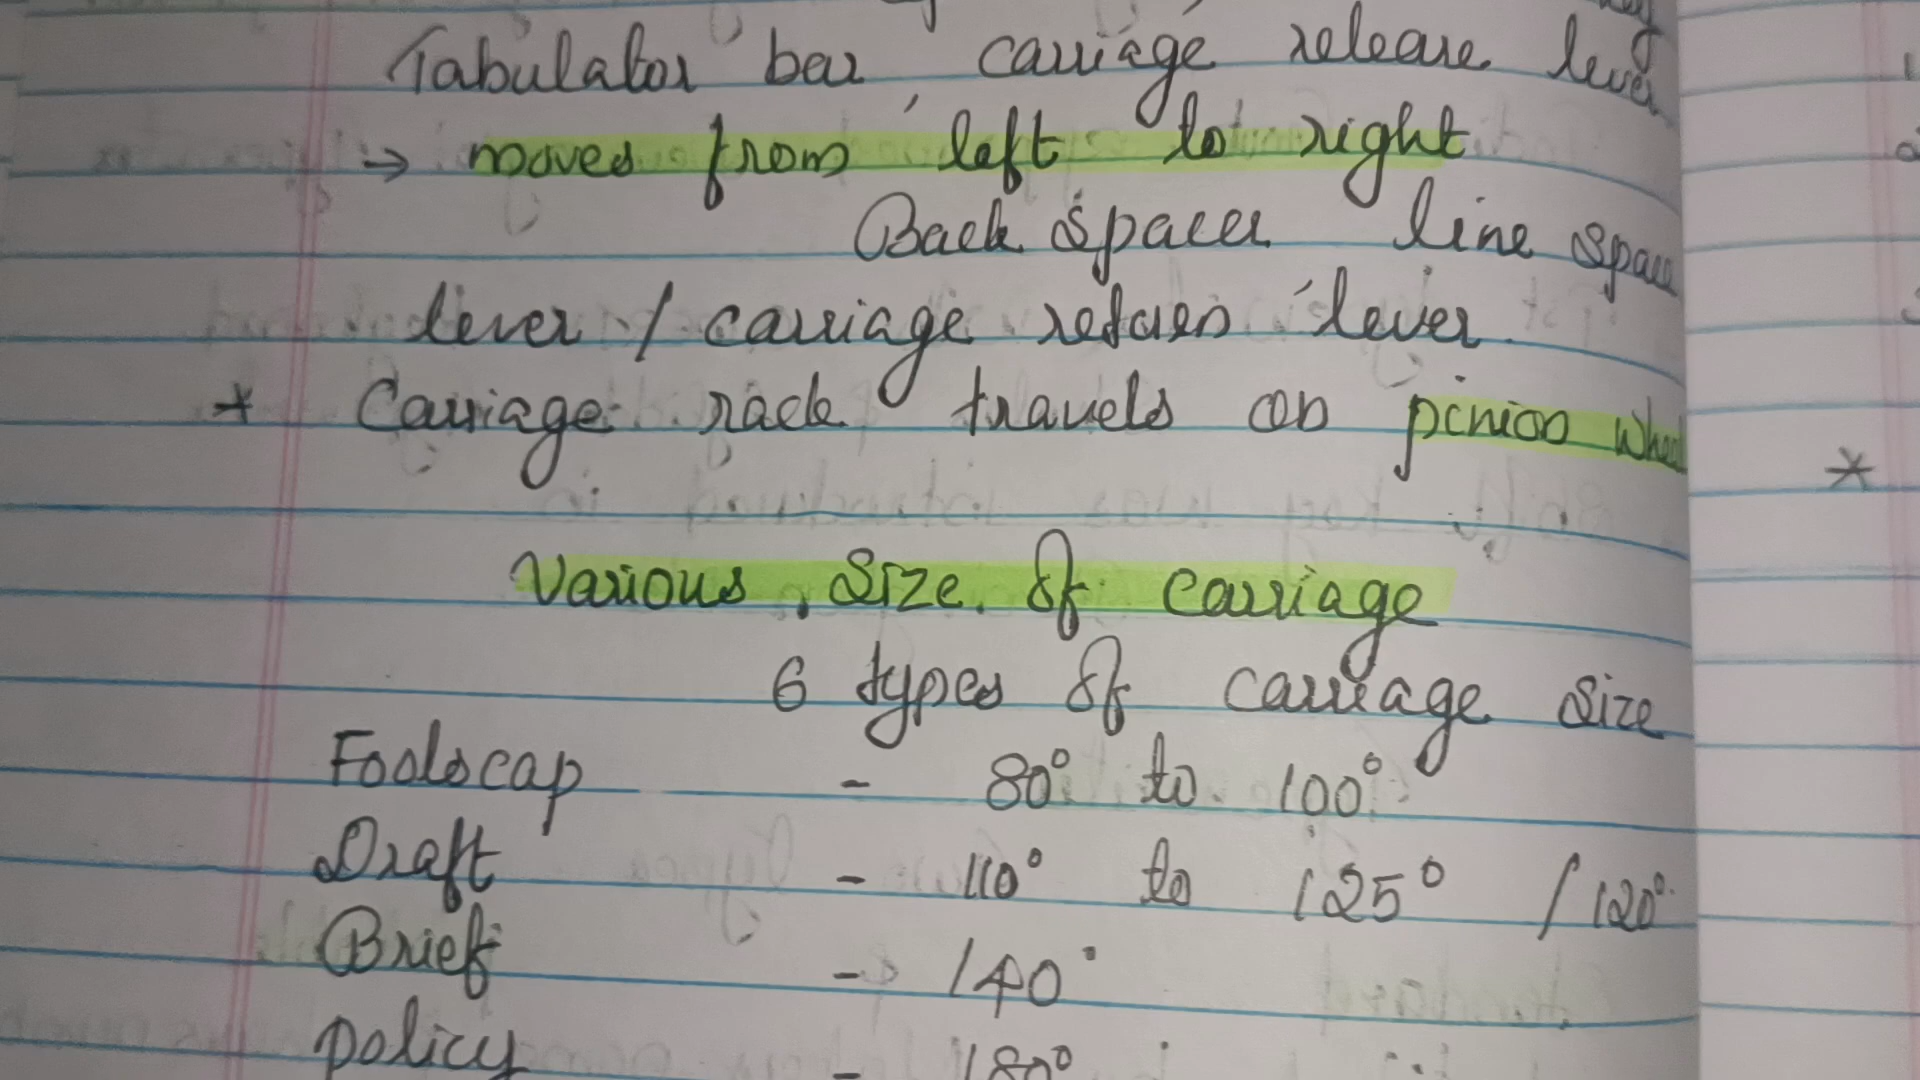 Tabulator bar, carriage release lever
→ moves from left to right
Back spacer, line space
lever / carriage return lever.
* Carriage rack travels on pinion wheel
Various Size Of carriage
6 types Of carriage Size
Foolscap - 80° to 100°
Draft - 110° to 125° / 120°
Brief - 140°
policy - 180°
*